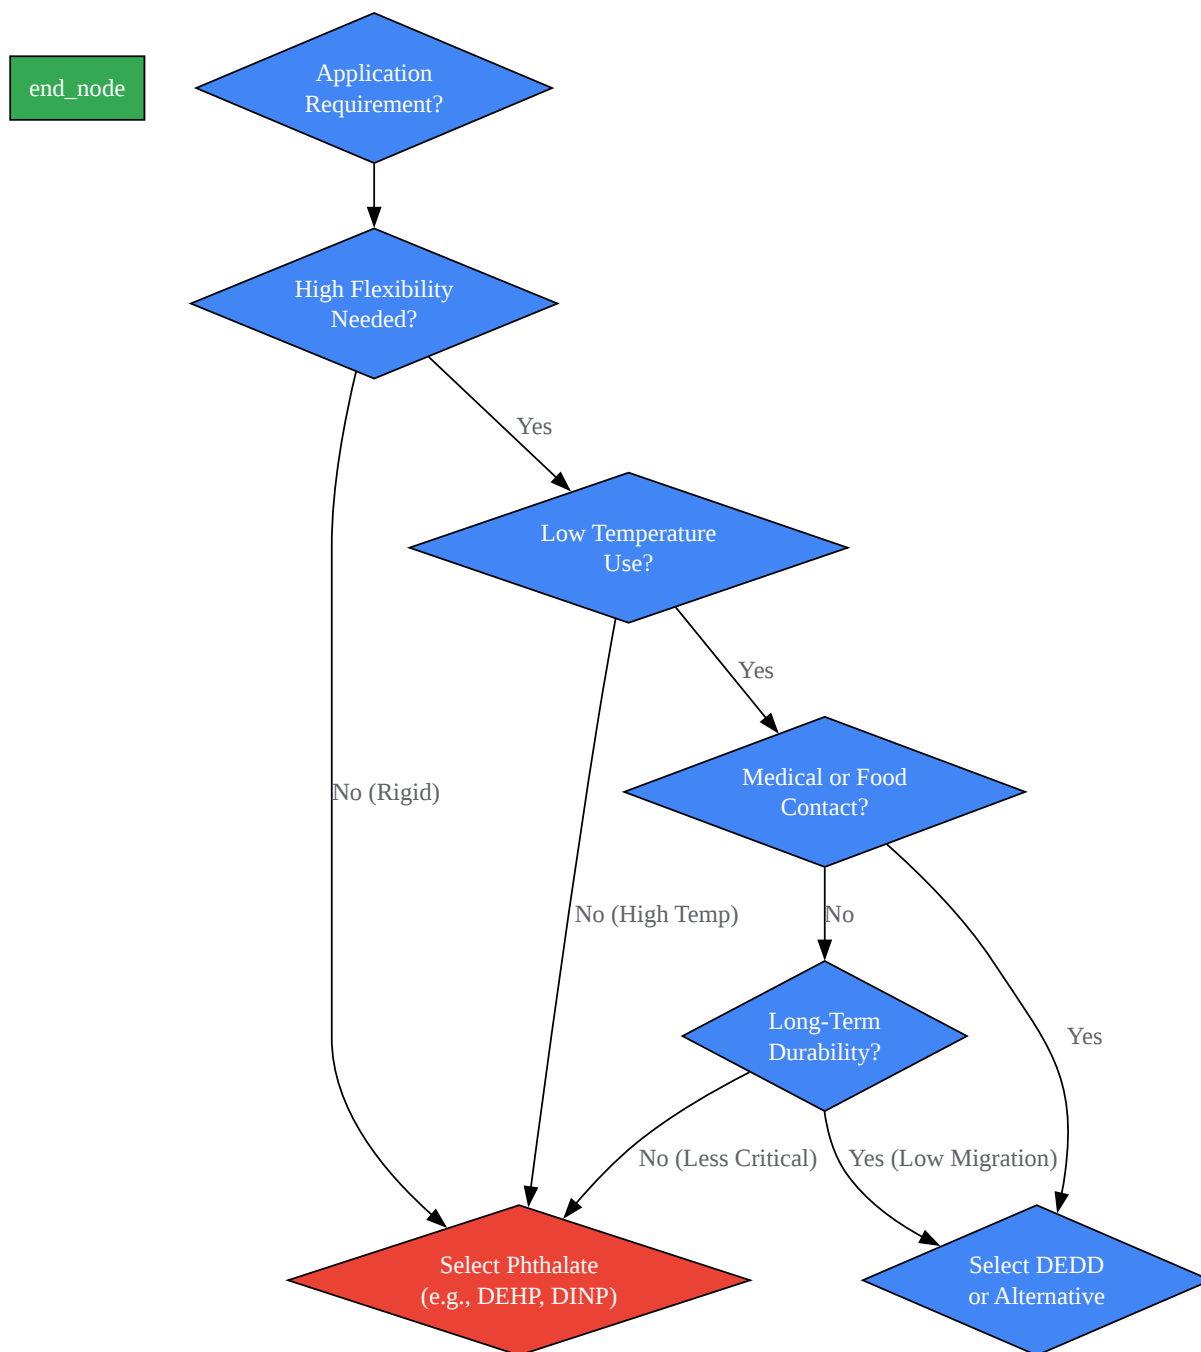 end_node
Application
Requirement?
High Flexibility
Needed?
Yes
Low Temperature
Use?
Yes
Medical or Food
Contact?
No (Rigid)
No (High Temp)
No
Long-Term
Durability?
Yes
No (Less Critical)
Yes (Low Migration)
Select Phthalate
(e.g., DEHP, DINP)
Select DEDD
or Alternative